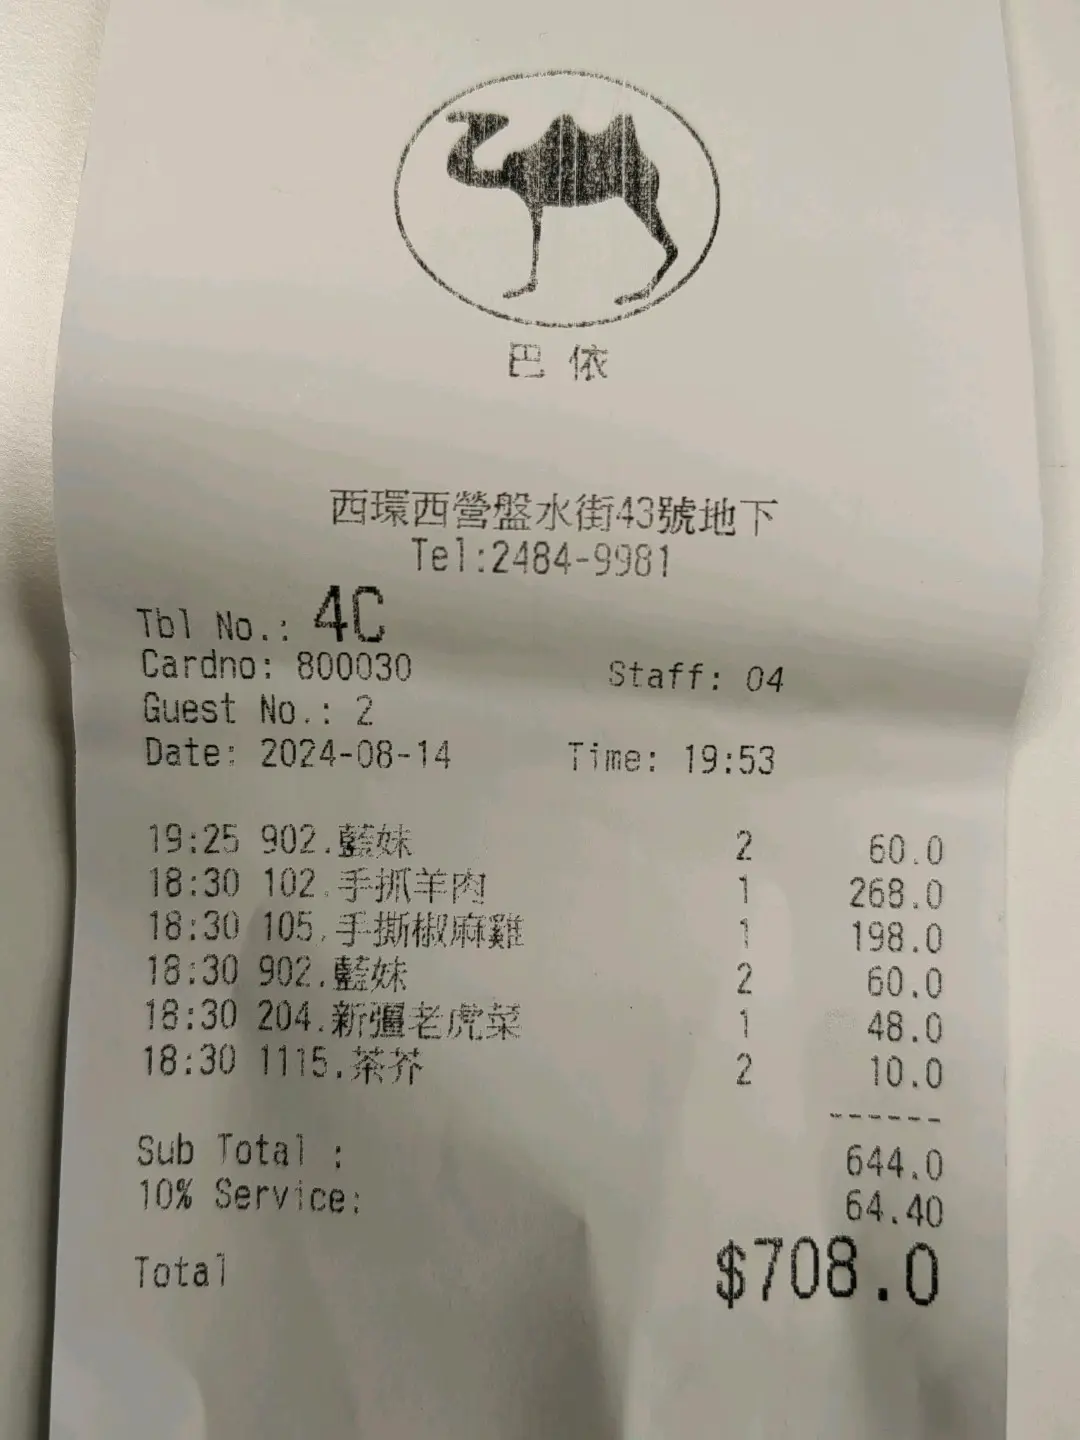 巴依
西環西營盤水街43號地下
Tel:2484-9981
Tbl No.: 4C
Cardno: 800030 Staff: 04
Guest No.: 2
Date: 2024-08-14 Time: 19:53
19:25 902.藍妹 2 60.0
18:30 102.手抓羊肉 1 268.0
18:30 105.手撕椒麻雞 1 198.0
18:30 902.藍妹 2 60.0
18:30 204.新彊老虎菜 1 48.0
18:30 1115.茶芥 2 10.0
------
Sub Total : 644.0
10% Service: 64.40
Total $708.0